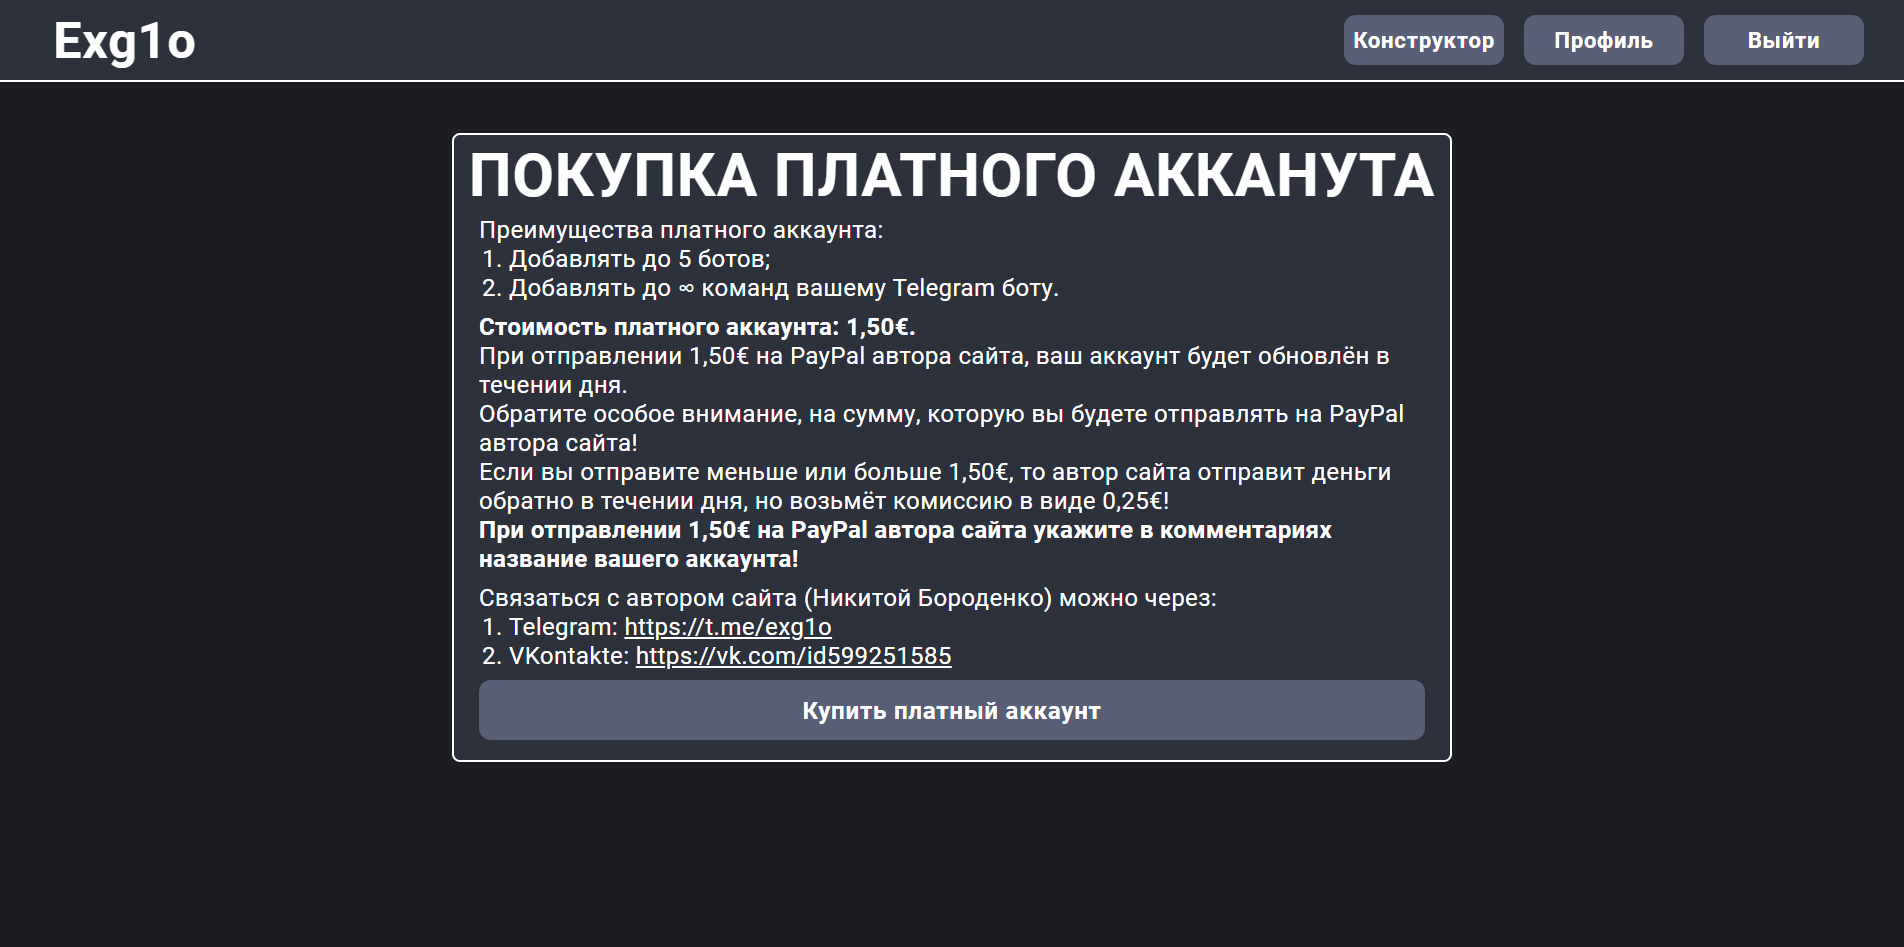 Exg1o
Конструктор
Профиль
Выйти
ПОКУПКА ПЛАТНОГО АККАНУТА
Преимущества платного аккаунта:
1. Добавлять до 5 ботов;
2. Добавлять до ∞ команд вашему Telegram боту.
Стоимость платного аккаунта: 1,50€.
При отправлении 1,50€ на PayPal автора сайта, ваш аккаунт будет обновлён в
течении дня.
Обратите особое внимание, на сумму, которую вы будете отправлять на PayPal
автора сайта!
Если вы отправите меньше или больше 1,50€, то автор сайта отправит деньги
обратно в течении дня, но возьмёт комиссию в виде 0,25€!
При отправлении 1,50€ на PayPal автора сайта укажите в комментариях
название вашего аккаунта!
Связаться с автором сайта (Никитой Бороденко) можно через:
1. Telegram: https://t.me/exg1o
2. VKontakte: https://vk.com/id599251585
Купить платный аккаунт